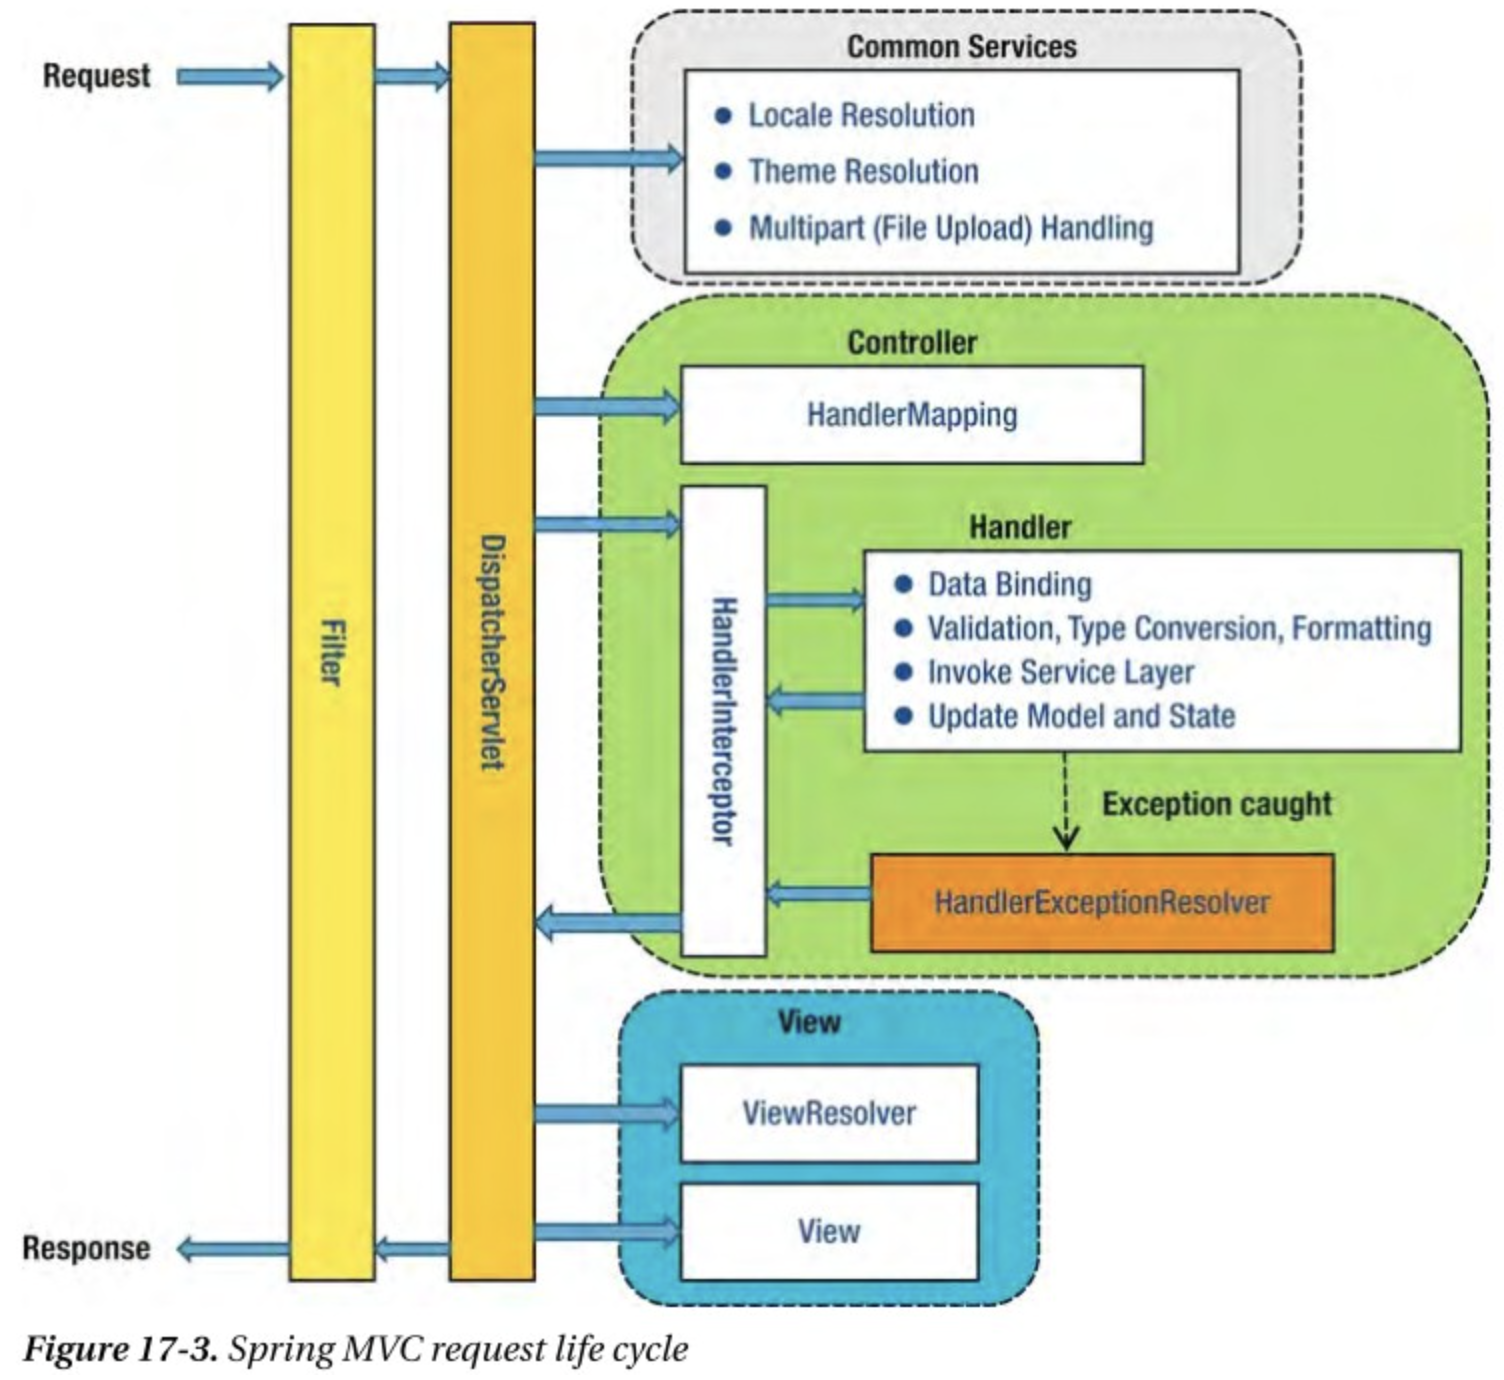 Request
Common Services
Locale Resolution
Theme Resolution
Multipart (File Upload) Handling
Controller
HandlerMapping
Handler
Data Binding
Validation, Type Conversion, Formatting
Invoke Service Layer
Update Model and State
Filter
DispatcherServlet
HandlerInterceptor
Exception caught
HandlerExceptionResolver
View
ViewResolver
View
Response
Figure 17-3. Spring MVC request life cycle